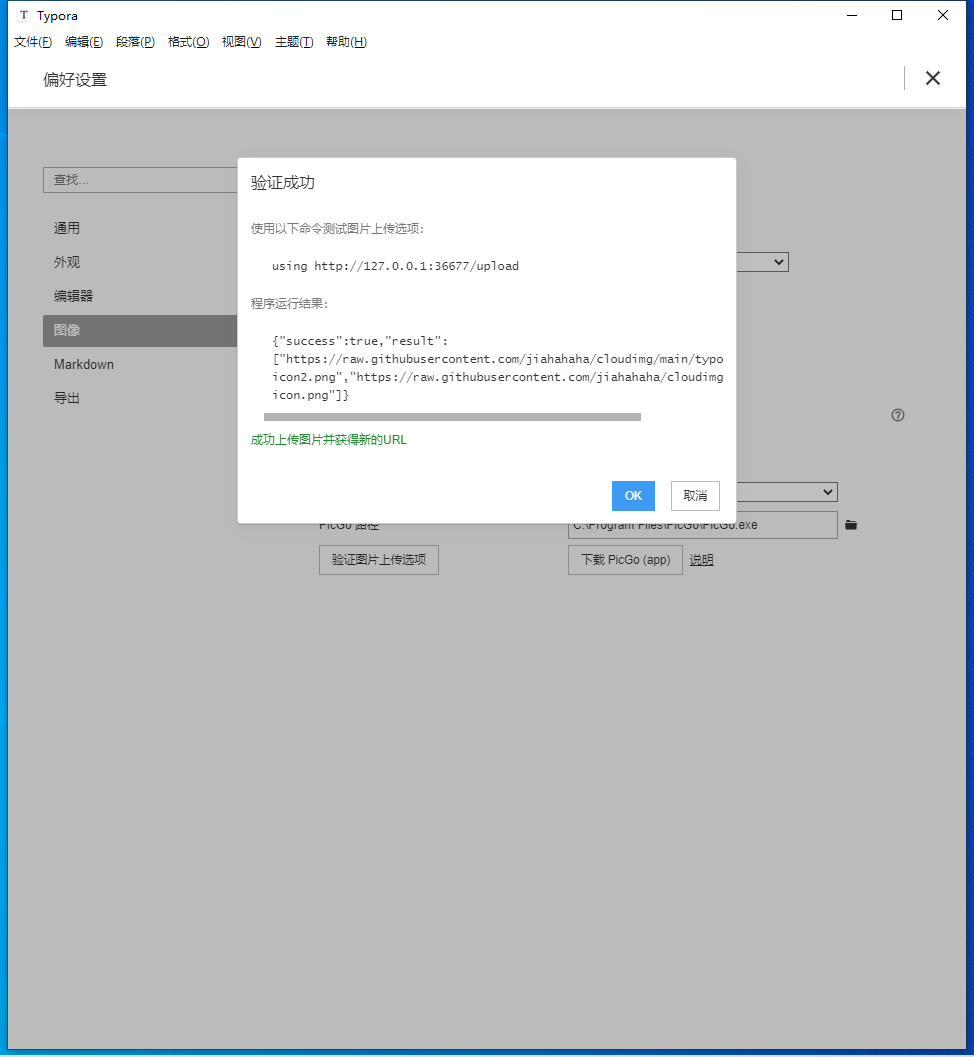 T Typora
文件(F) 编辑(E) 段落(P) 格式(O) 视图(V) 主题(T) 帮助(H)
偏好设置
查找...
通用
外观
编辑器
图像
Markdown
导出
验证成功
使用以下命令测试图片上传选项:
using http://127.0.0.1:36677/upload
程序运行结果:
{"success":true,"result":
["https://raw.githubusercontent.com/jiahahaha/cloudimg/main/typo
icon2.png","https://raw.githubusercontent.com/jiahahaha/cloudimg
icon.png"]}
成功上传图片并获得新的URL
OK 取消
PicGo 路径 C:\Program Files\PicGo\PicGo.exe
验证图片上传选项 下载 PicGo (app) 说明